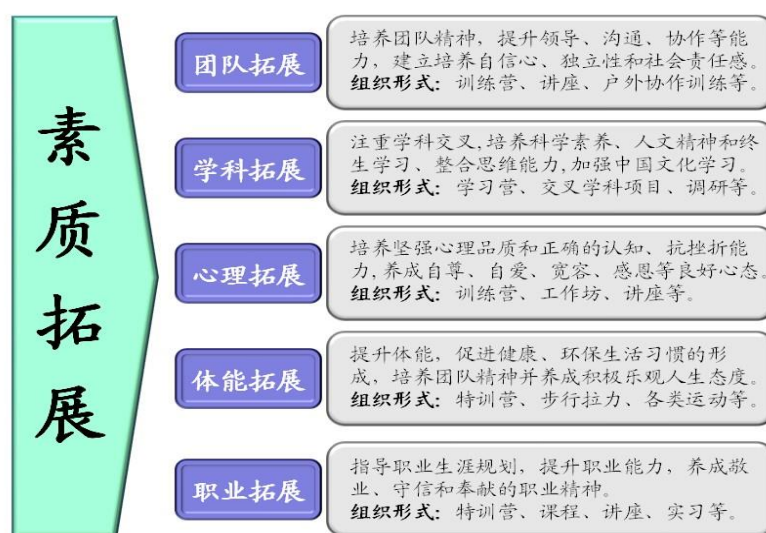 素质拓展
团队拓展
培养团队精神，提升领导、沟通、协作等能
力，建立培养自信心、独立性和社会责任感。
组织形式：训练营、讲座、户外协作训练等。
学科拓展
注重学科交叉,培养科学素养、人文精神和终
生学习、整合思维能力,加强中国文化学习。
组织形式：学习营、交叉学科项目、调研等。
心理拓展
培养坚强心理品质和正确的认知、抗挫折能
力,养成自尊、自爱、宽容、感恩等良好心态。
组织形式：训练营、工作坊、讲座等。
体能拓展
提升体能，促进健康、环保生活习惯的形
成，培养团队精神并养成积极乐观人生态度。
组织形式：特训营、步行拉力、各类运动等。
职业拓展
指导职业生涯规划，提升职业能力，养成敬
业、守信和奉献的职业精神。
组织形式：特训营、课程、讲座、实习等。